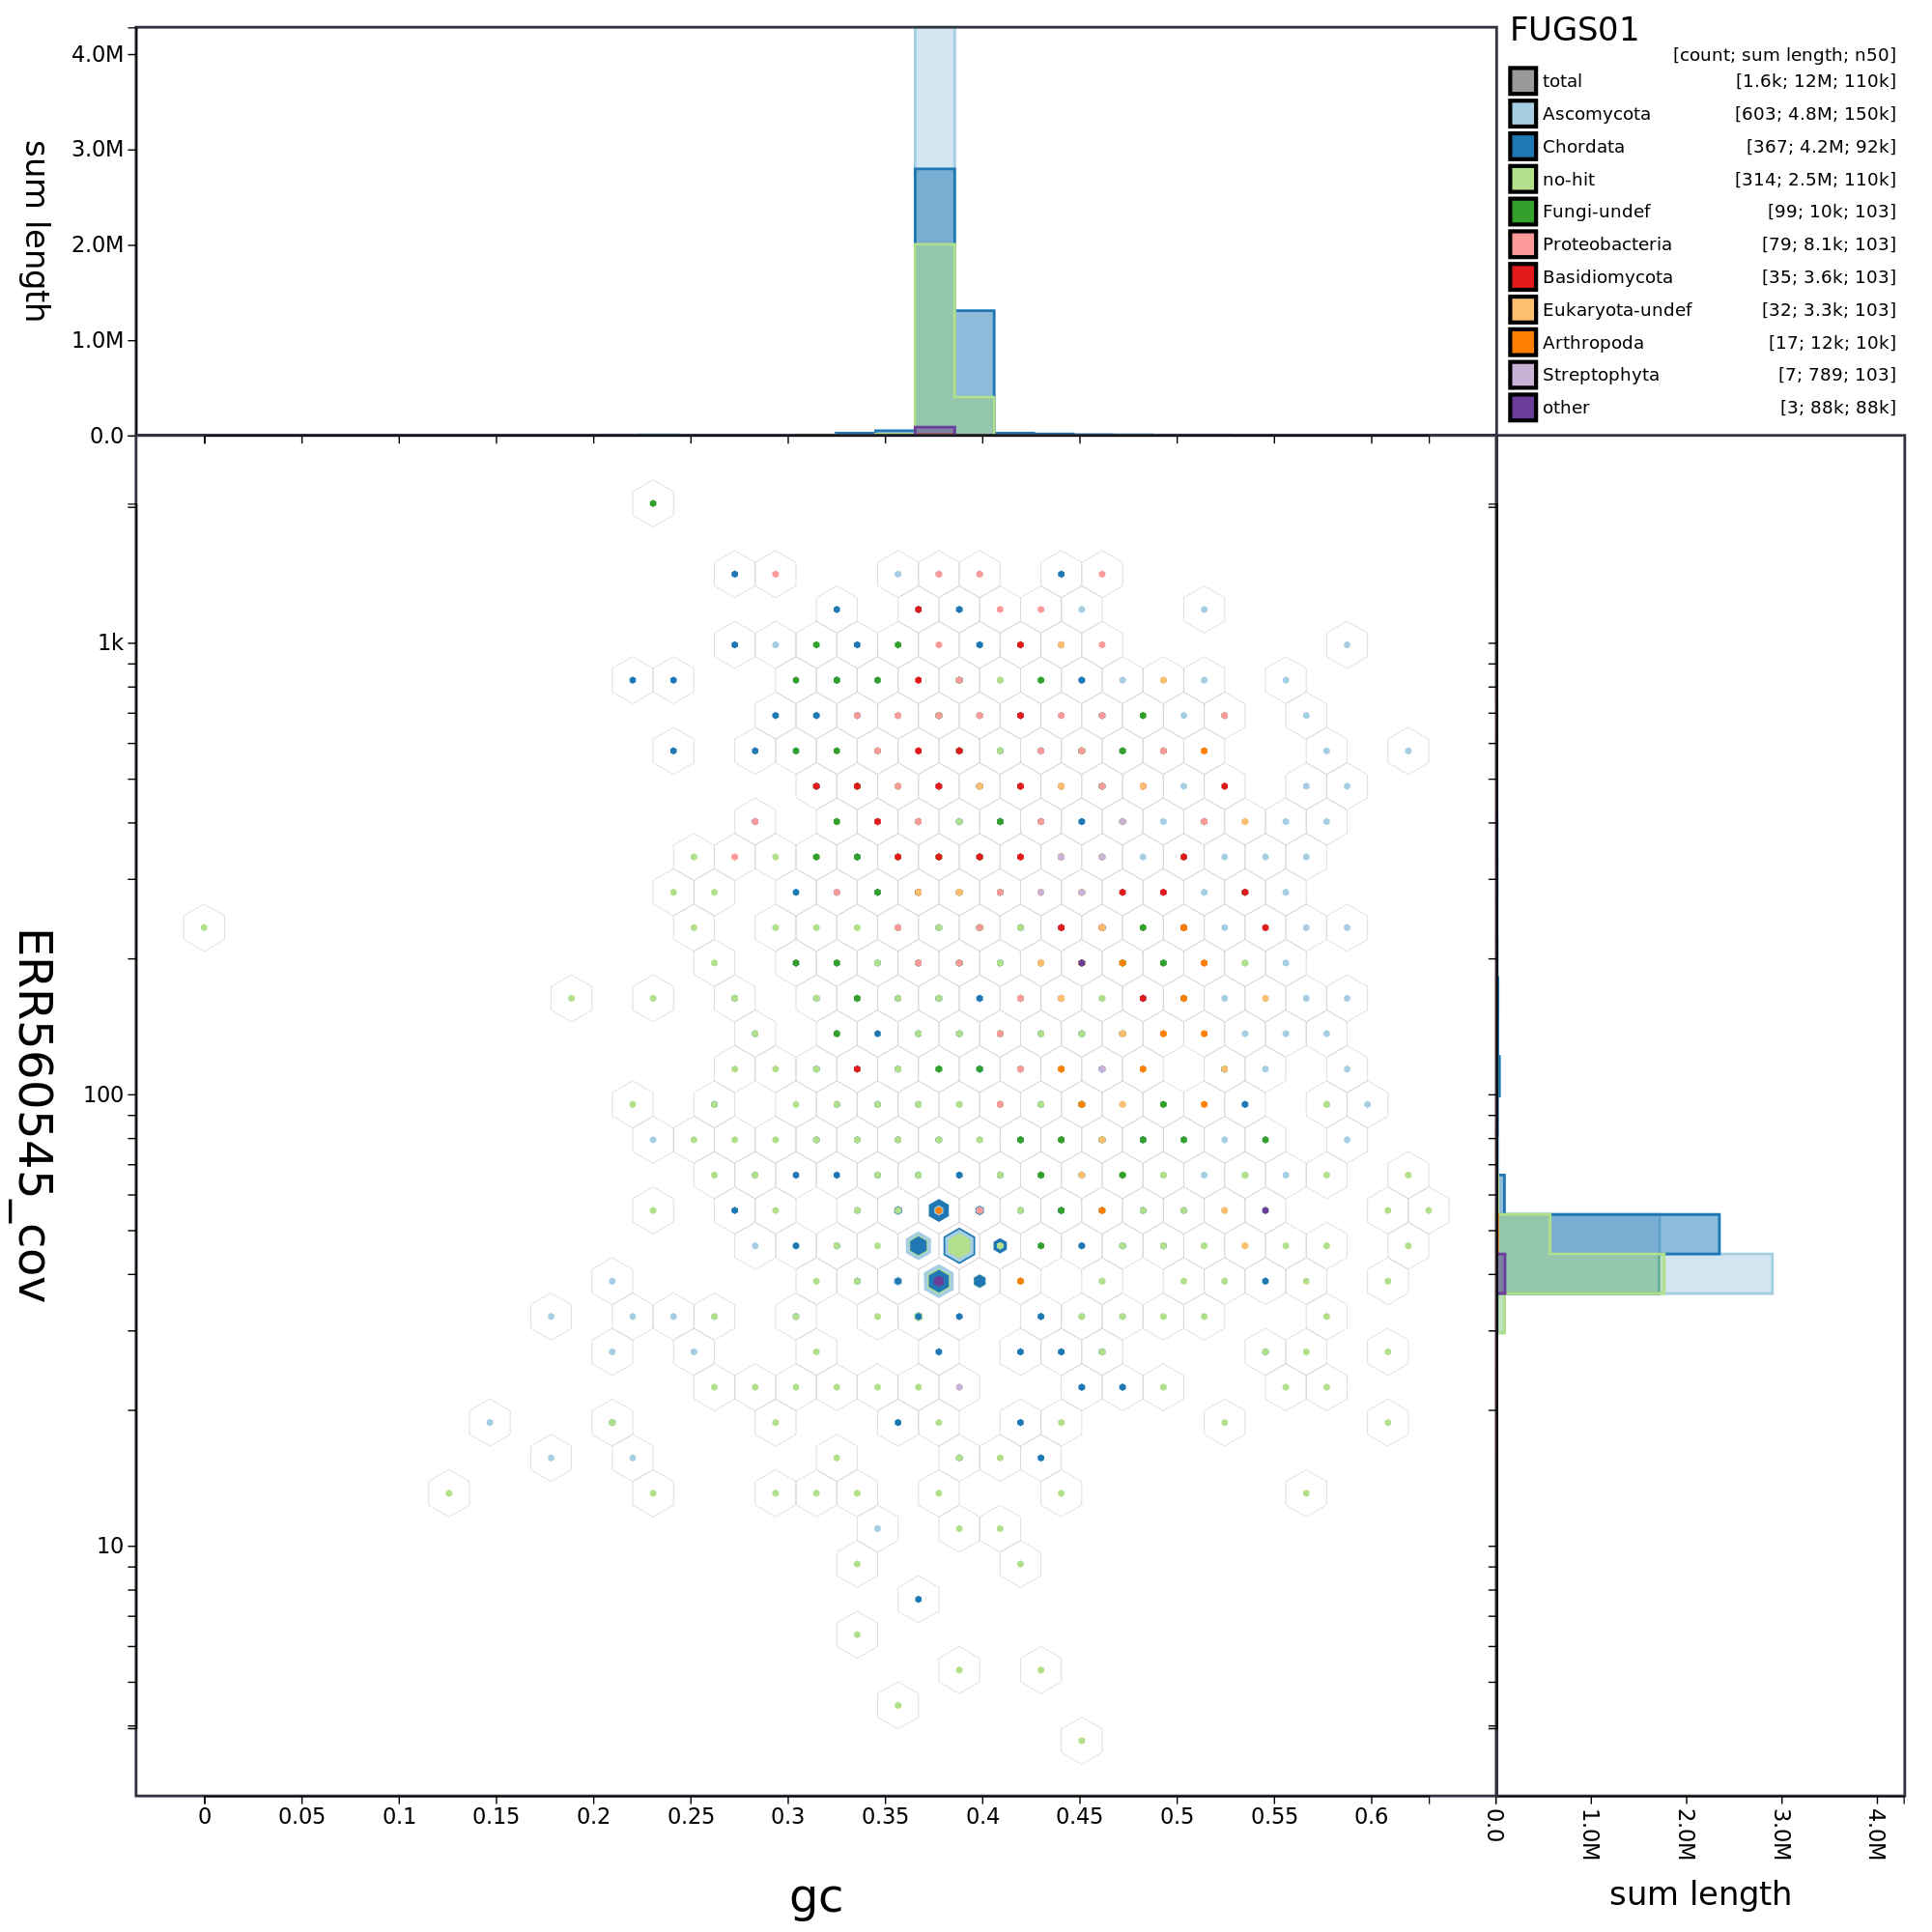 FUGS01
[count; sum length; n50]
total [1.6k; 12M; 110k]
Ascomycota [603; 4.8M; 150k]
Chordata [367; 4.2M; 92k]
no-hit [314; 2.5M; 110k]
Fungi-undef [99; 10k; 103]
Proteobacteria [79; 8.1k; 103]
Basidiomycota [35; 3.6k; 103]
Eukaryota-undef [32; 3.3k; 103]
Arthropoda [17; 12k; 10k]
Streptophyta [7; 789; 103]
other [3; 88k; 88k]
sum length
4.0M
3.0M
2.0M
1.0M
0.0
ERR560545_cov
1k
100
10
0 0.05 0.1 0.15 0.2 0.25 0.3 0.35 0.4 0.45 0.5 0.55 0.6
gc
0.0 1.0M 2.0M 3.0M 4.0M
sum length